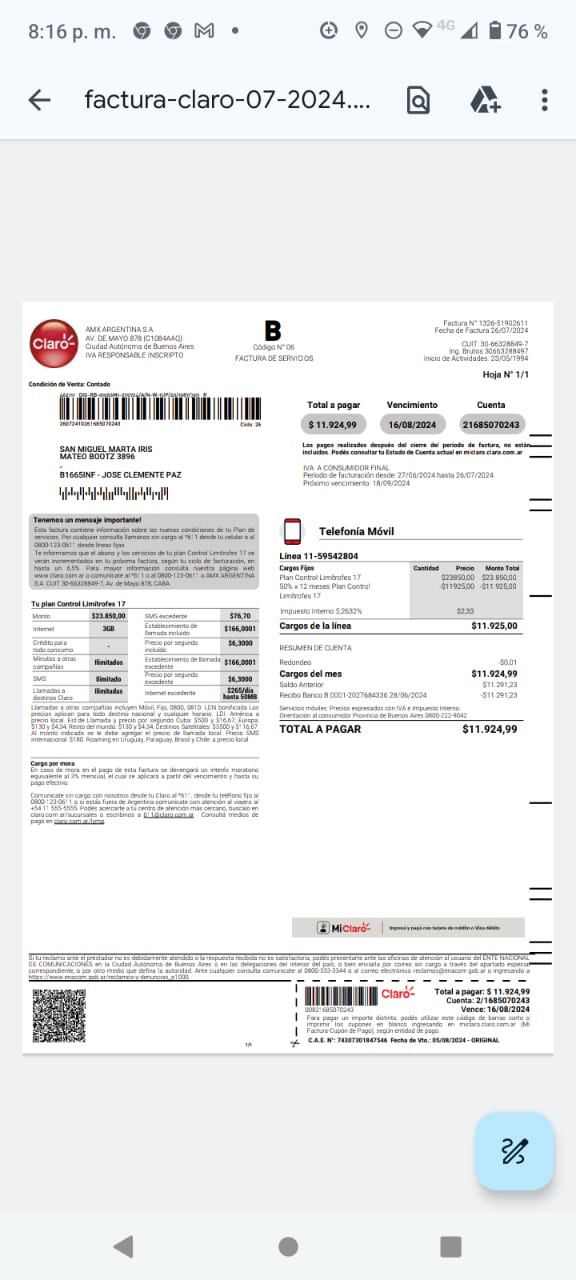 8:16 p. m.
4G
76 %
factura-claro-07-2024....
Claro
AMX ARGENTINA S.A
AV. DE MAYO 878 (C1084AAQ)
Ciudad Autónoma de Buenos Aires
IVA RESPONSABLE INSCRIPTO
B
Código N° 06
FACTURA DE SERVICIOS
Factura N° 1326-51902611
Fecha de Factura 26/07/2024
CUIT 30-66328849-7
Ing. Brutos 30663288497
Inicio de Actividades: 23/05/1994
Hoja N° 1/1
Condición de Venta: Contado
Ciclo: 26
Total a pagar
$ 11.924,99
Vencimiento
16/08/2024
Cuenta
21685070243
Los pagos realizados después del cierre del período de factura, no están
incluidos. Podés consultar tu Estado de Cuenta actual en miclaro.claro.com.ar
SAN MIGUEL MARTA IRIS
MATEO BOOTZ 3896
-
B1665INF - JOSE CLEMENTE PAZ
IVA: A CONSUMIDOR FINAL
Período de facturación desde: 27/06/2024 hasta 26/07/2024
Próximo vencimiento: 18/09/2024
Tenemos un mensaje importante!
Esta factura contiene información sobre las nuevas condiciones de tu Plan de
servicios. Por cualquier consulta llamanos sin cargo al *611 desde tu celular o al
0800-123-0611 desde líneas fijas.
Te informamos que el abono y los servicios de tu plan Control Limitrofes 17 se
verán incrementados en tu próxima factura, según tu ciclo de facturación, en
hasta un 6,5%. Para mayor información consulta nuestra página web
www.claro.com.ar o comunicate al *611 o al 0800-123-0611 o AMX ARGENTINA
S.A. CUIT 30-66328849-7, Av. de Mayo 878, CABA.
Tu plan Control Limitrofes 17
Monto $23.850,00 SMS excedente $76,70
Internet 3GB Establecimiento de llamada incluído $166,0001
Crédito para todo consumo - Precio por segundo incluído $6,3000
Minutos a otras compañías Ilimitados Establecimiento de llamada excedente $166,0001
SMS Ilimitado Precio por segundo excedente $6,3000
Llamadas a destinos Claro Ilimitadas Internet excedente $265/día hasta 50MB
Llamadas a otras compañías incluyen Móvil, Fijo, 0800, 0810. LDN bonificada Los
precios aplican para todo destino nacional y cualquier horario. LDI: América a
precio local. Est de Llamada y precio por segundo Cuba: $500 y $16,67; Europa:
$130 y $4,34; Resto del mundo: $130 y $4,34; Destinos Satelitales: $3500 y $116,67.
Al monto indicado se le debe agregar el precio de llamada local. Precio SMS
internacional: $180. Roaming en Uruguay, Paraguay, Brasil y Chile: a precio local
Cargo por mora
En caso de mora en el pago de esta factura se devengará un interés moratorio
equivalente al 3% mensual, el cual se aplicará a partir del vencimiento y hasta su
pago efectivo.
Comunicate sin cargo con nosotros desde tu Claro al *611, desde tu teléfono fijo al
0800-123-0611 o si estás fuera de Argentina comunicate con atención al viajero al
+54 11 555-5555. Podés acercarte a tu centro de atención más cercano, buscalo en
claro.com.ar/sucursales o escribinos a 611@claro.com.ar . Consultá medios de
Telefonía Móvil
Línea 11-59542804
Cargos Fijos Cantidad Precio Monto Total
Plan Control Limitrofes 17 $23850,00 $23.850,00
50% x 12 meses Plan Control -$11925,00 -$11.925,00
Limitrofes 17
Impuesto Interno 5,2632% $2,33
Cargos de la línea $11.925,00
RESUMEN DE CUENTA
Redondeo -$0,01
Cargos del mes $11.924,99
Saldo Anterior $11.291,23
Recibo Banco B 0001-2027684336 28/06/2024 -$11.291,23
Servicios móviles: Precios expresados con IVA e Impuesto Interno.
Orientación al consumidor Provincia de Buenos Aires 0800-222-9042
TOTAL A PAGAR $11.924,99
Mi Claro
Ingresá y pagá con tarjeta de crédito o Visa débito
Si tu reclamo ante el prestador no es debidamente atendido o la respuesta recibida no es satisfactoria, podés presentarte ante las oficinas de atención al usuario del ENTE NACIONAL
DE COMUNICACIONES en la Ciudad Autónoma de Buenos Aires o en las delegaciones del interior del país, o bien enviarla por correo sin cargo a través del apartado especial
correspondiente, o por otro medio que defina la autoridad. Ante cualquier consulta comunicate al 0800-333-3344 o al correo electrónico reclamos@enacom.gob.ar o ingresando a
https://www.enacom.gob.ar/reclamos-y-denuncias_p1000.
Claro
Total a pagar: $ 11.924,99
Cuenta: 2/1685070243
Vence: 16/08/2024
Para pagar un importe distinto, podés utilizar este código de barras corto o
imprimir los cupones en blanco ingresando en miclaro.claro.com.ar (Mi
Factura-Cupón de Pago), según entidad de pago.
C.A.E. N°: 74307301847546 Fecha de Vto.: 05/08/2024 - ORIGINAL
1/1